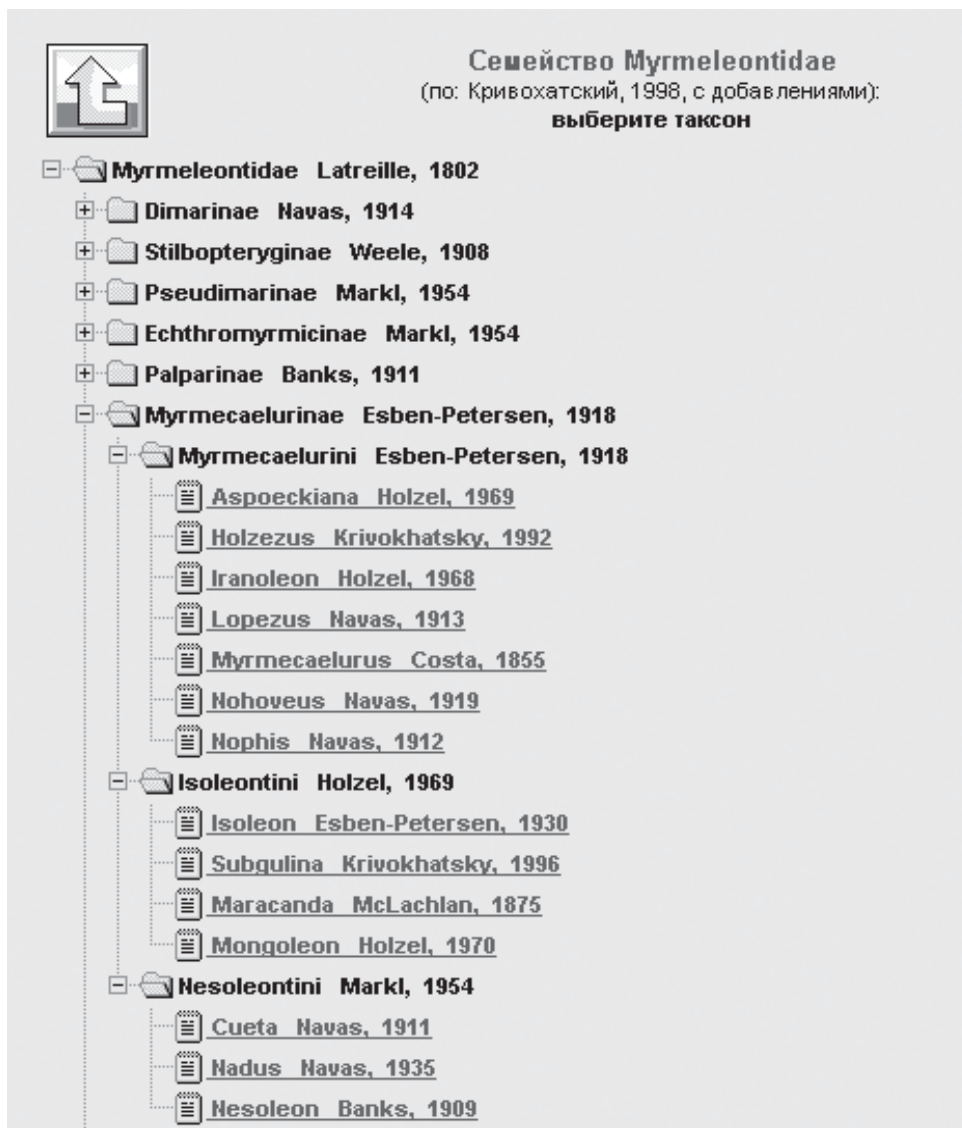 Семейство Myrmeleontidae
(по: Кривохатский, 1998, с добавлениями):
выберите таксон
Myrmeleontidae Latreille, 1802
Dimarinae Navas, 1914
Stilbopteryginae Weele, 1908
Pseudimarinae Markl, 1954
Echthromyrmicinae Markl, 1954
Palparinae Banks, 1911
Myrmecaelurinae Esben-Petersen, 1918
Myrmecaelurini Esben-Petersen, 1918
Aspoeckiana Holzel, 1969
Holzezus Krivokhatsky, 1992
Iranoleon Holzel, 1968
Lopezus Navas, 1913
Myrmecaelurus Costa, 1855
Nohoveus Navas, 1919
Nophis Navas, 1912
Isoleontini Holzel, 1969
Isoleon Esben-Petersen, 1930
Subgulina Krivokhatsky, 1996
Maracanda McLachlan, 1875
Mongoleon Holzel, 1970
Nesoleontini Markl, 1954
Cueta Navas, 1911
Nadus Navas, 1935
Nesoleon Banks, 1909